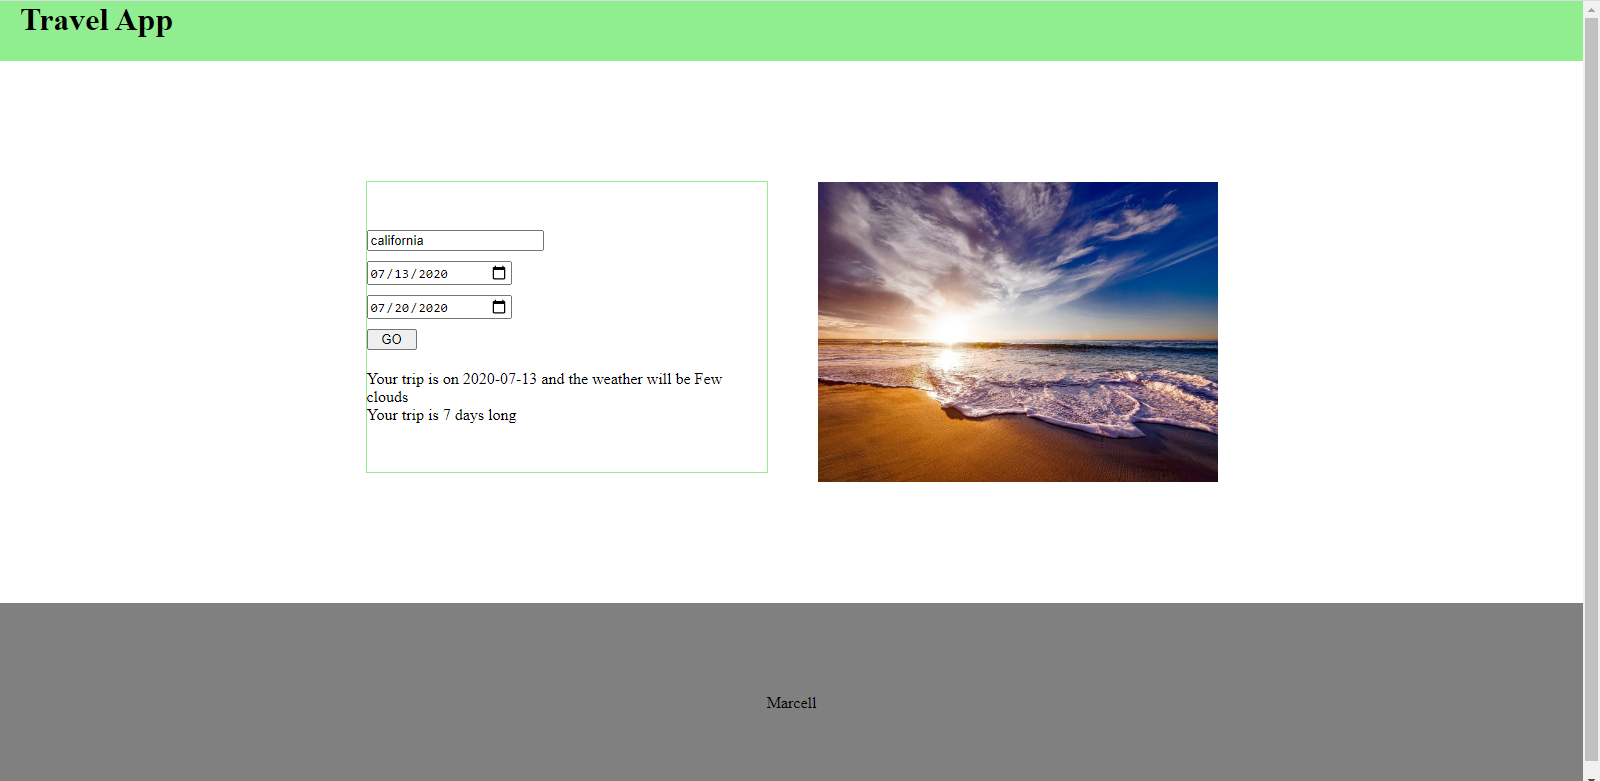 Travel App
california
07/13/2020
07/20/2020
GO
Your trip is on 2020-07-13 and the weather will be Few
clouds
Your trip is 7 days long
Marcell